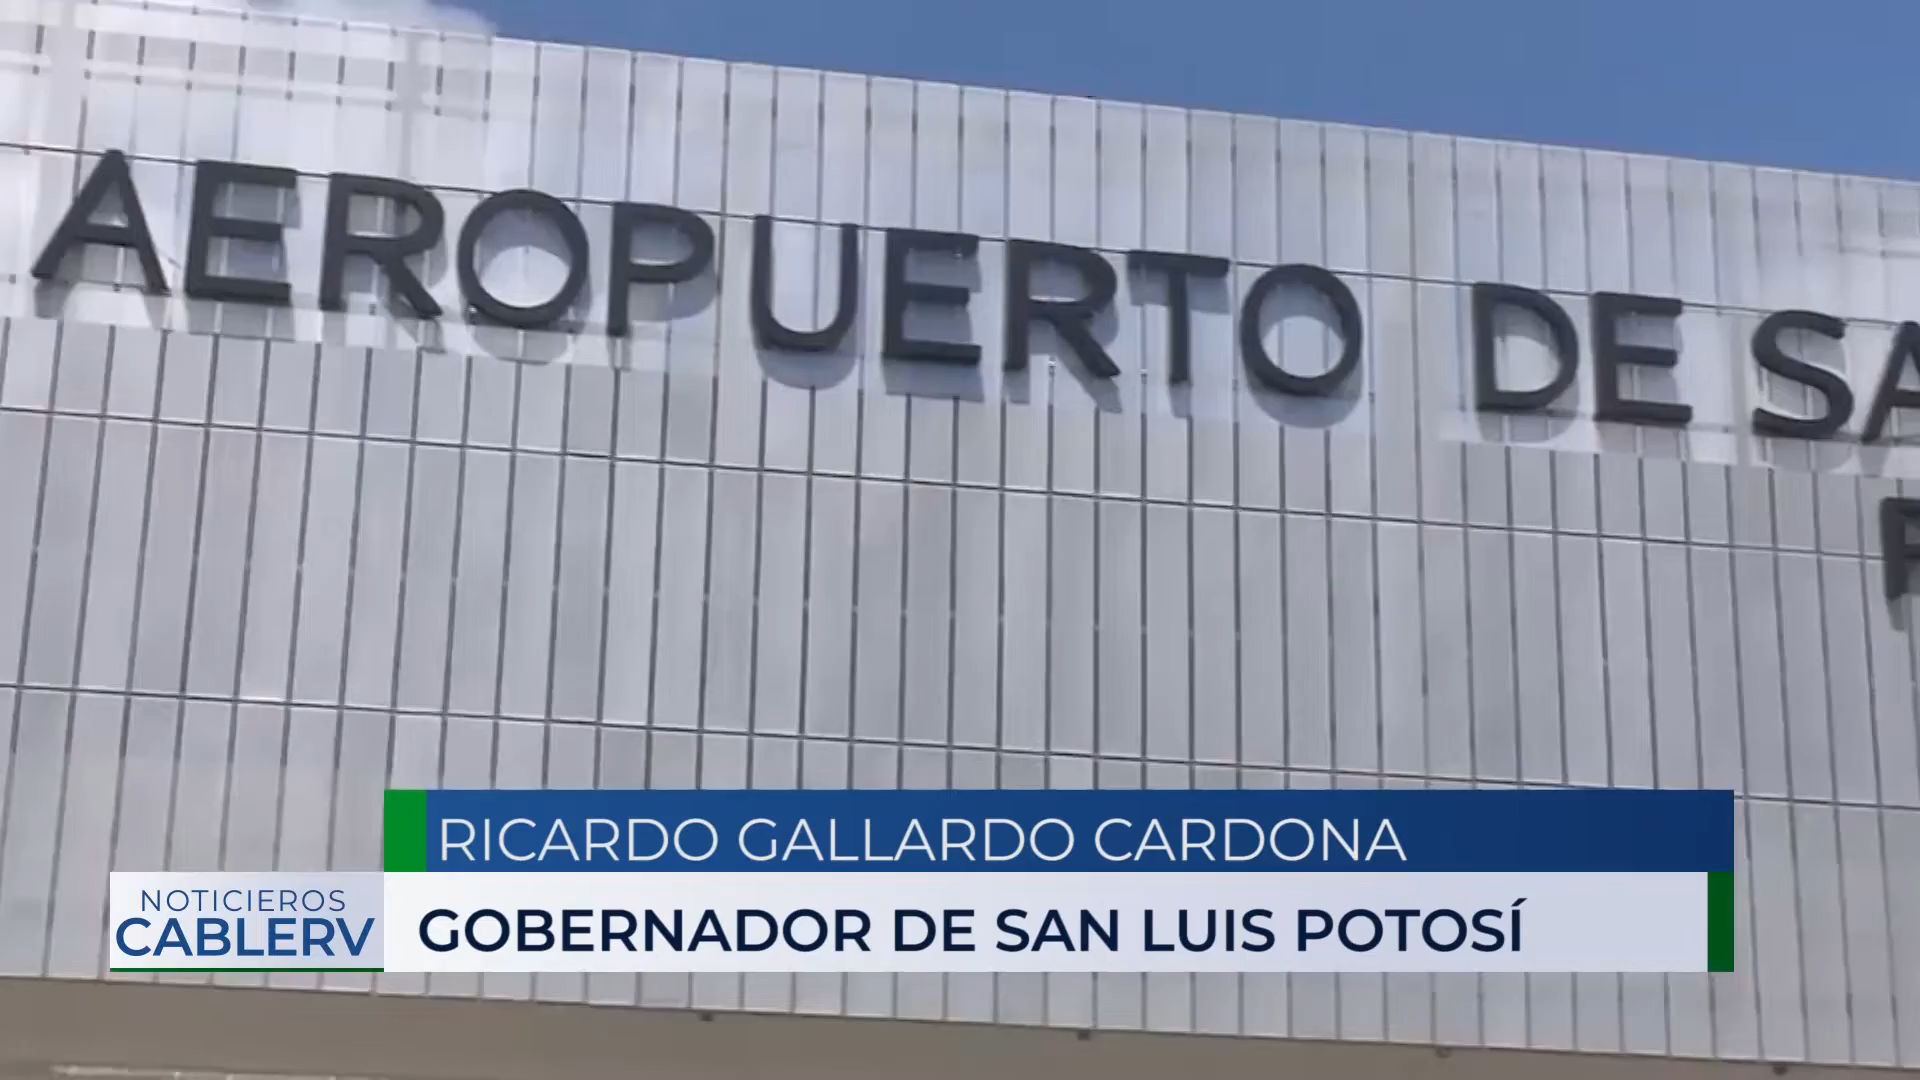 AEROPUERTO DE SA
P
RICARDO GALLARDO CARDONA
NOTICIEROS
CABLERV
GOBERNADOR DE SAN LUIS POTOSÍ